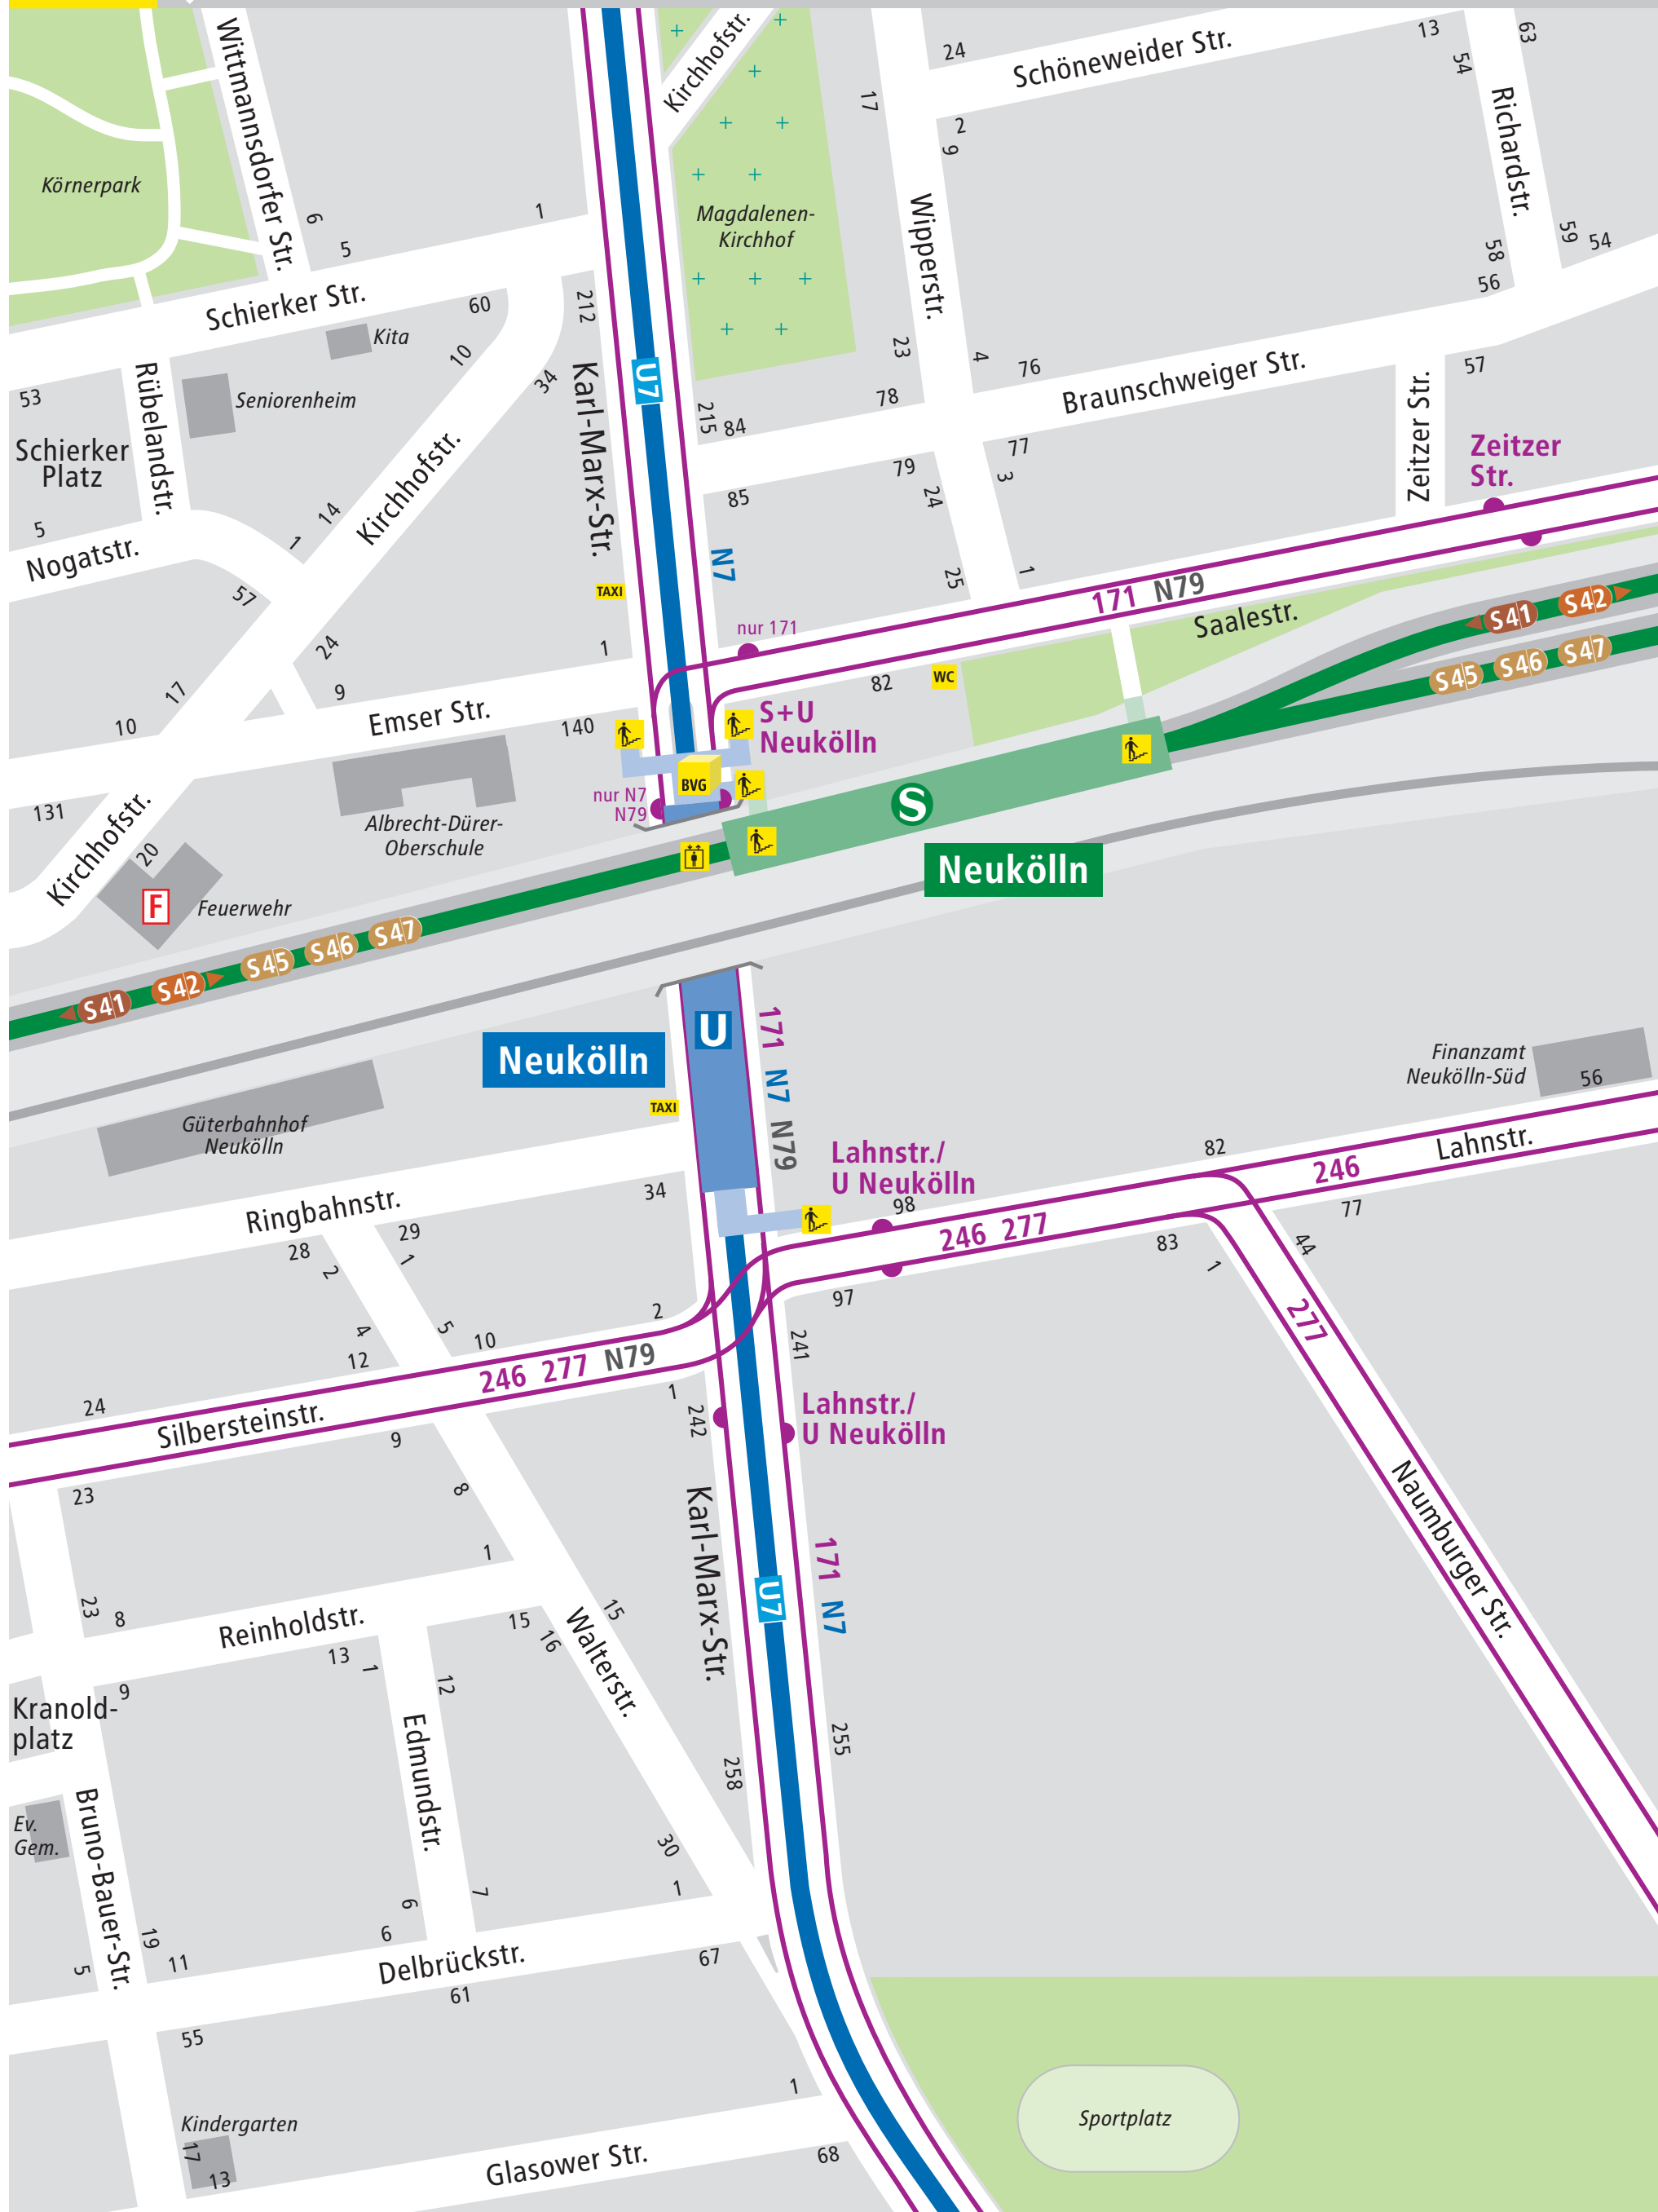 Wittmannsdorfer Str.
Kirchhofstr.
24
Schöneweider Str.
13
63
54
Richardstr.
17
2
9
Körnerpark
Magdalenen-
Kirchhof
Wipperstr.
6
5
1
59
54
58
56
Schierker Str.
60
212
Kita
10
34
U7
23
4
76
Braunschweiger Str.
57
53
Rübelandstr.
Seniorenheim
Karl-Marx-Str.
215
84
78
Zeitzer Str.
Schierker
Platz
Kirchhofstr.
79
77
Zeitzer
Str.
85
24
3
5
14
1
Nogatstr.
N7
TAXI
25
1
57
171 N79
Saalestr.
S41
S42
nur 171
24
1
S45
S46
S47
17
9
82
WC
10
Emser Str.
140
S+U
Neukölln
BVG
nur N7
N79
131
Kirchhofstr.
20
Albrecht-Dürer-
Oberschule
S
Neukölln
F
Feuerwehr
S41
S42
S45
S46
S47
U
Neukölln
171 N7 N79
TAXI
Finanzamt
Neukölln-Süd
56
Güterbahnhof
Neukölln
Lahnstr./
U Neukölln
82
246
Lahnstr.
34
98
77
Ringbahnstr.
29
28
2
1
246 277
83
1
44
97
2
277
4
5
10
12
241
246 277 N79
24
Silbersteinstr.
1
242
Lahnstr./
U Neukölln
9
23
8
Karl-Marx-Str.
Naumburger Str.
1
171 N7
U7
23
8
Reinholdstr.
15
15
16
Walterstr.
13
1
12
9
Kranold-
platz
Edmundstr.
255
258
Ev.
Gem.
Bruno-Bauer-Str.
30
1
6
7
6
19
11
5
Delbrückstr.
67
61
55
1
Kindergarten
17
13
Glasower Str.
68
Sportplatz